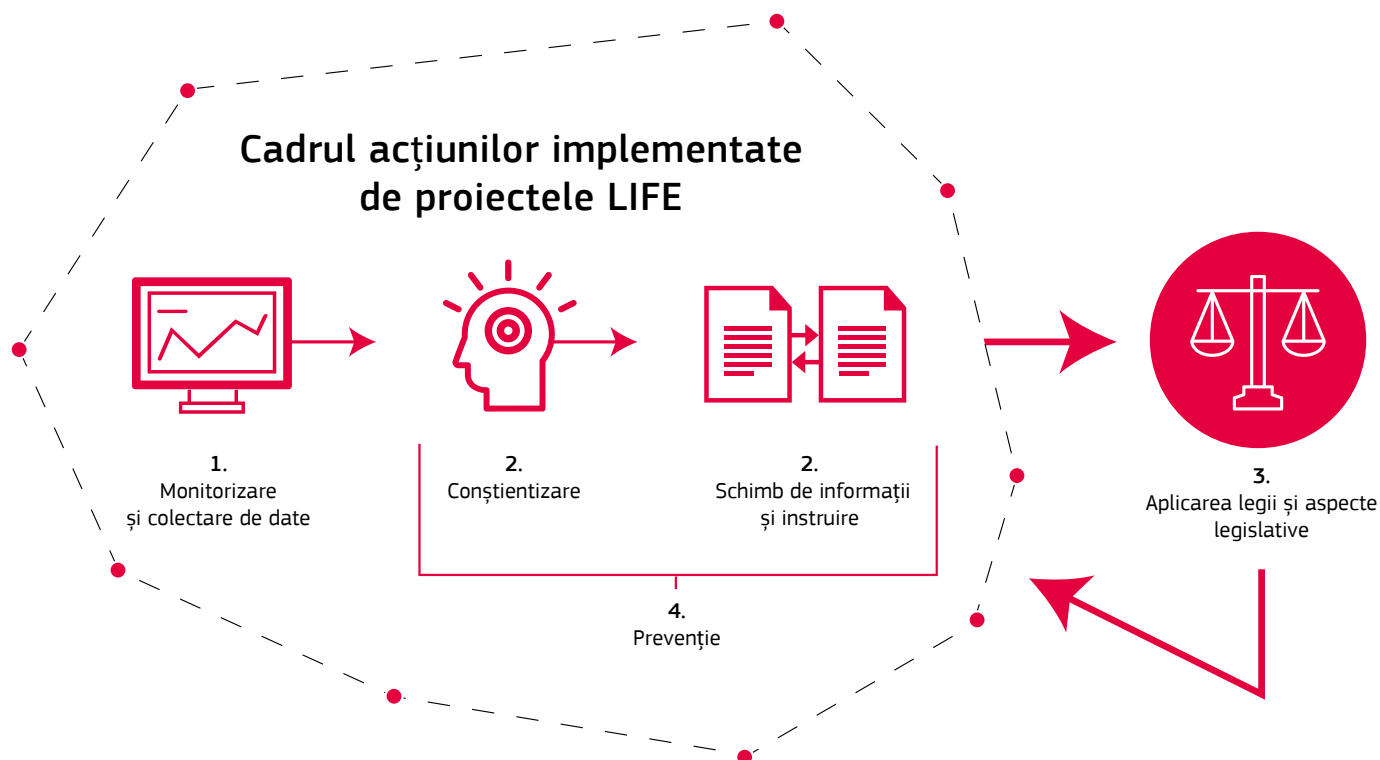 Cadrul acțiunilor implementate
de proiectele LIFE
1.
Monitorizare
și colectare de date
2.
Conștientizare
2.
Schimb de informații
și instruire
3.
Aplicarea legii și aspecte
legislative
4.
Prevenție